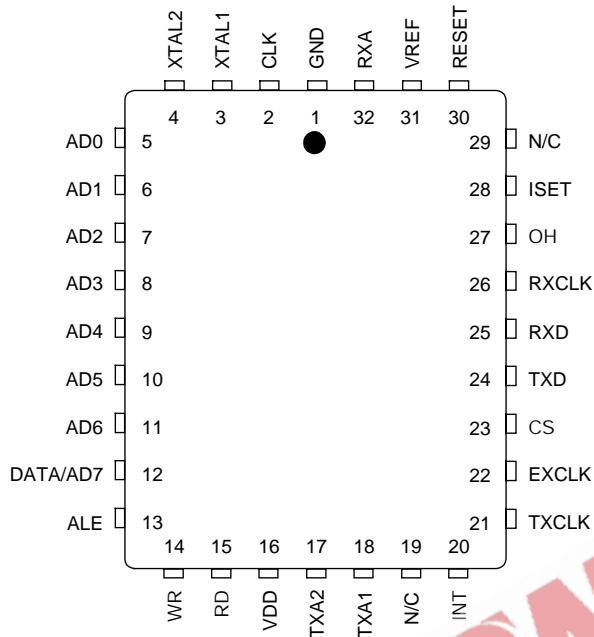 XTAL2 XTAL1 CLK GND RXA VREF RESET
4 3 2 1 32 31 30
AD0 5 29 N/C
AD1 6 28 ISET
AD2 7 27 OH
AD3 8 26 RXCLK
AD4 9 25 RXD
AD5 10 24 TXD
AD6 11 23 CS
DATA/AD7 12 22 EXCLK
ALE 13 21 TXCLK
14 15 16 17 18 19 20
WR RD VDD TXA2 TXA1 N/C INT